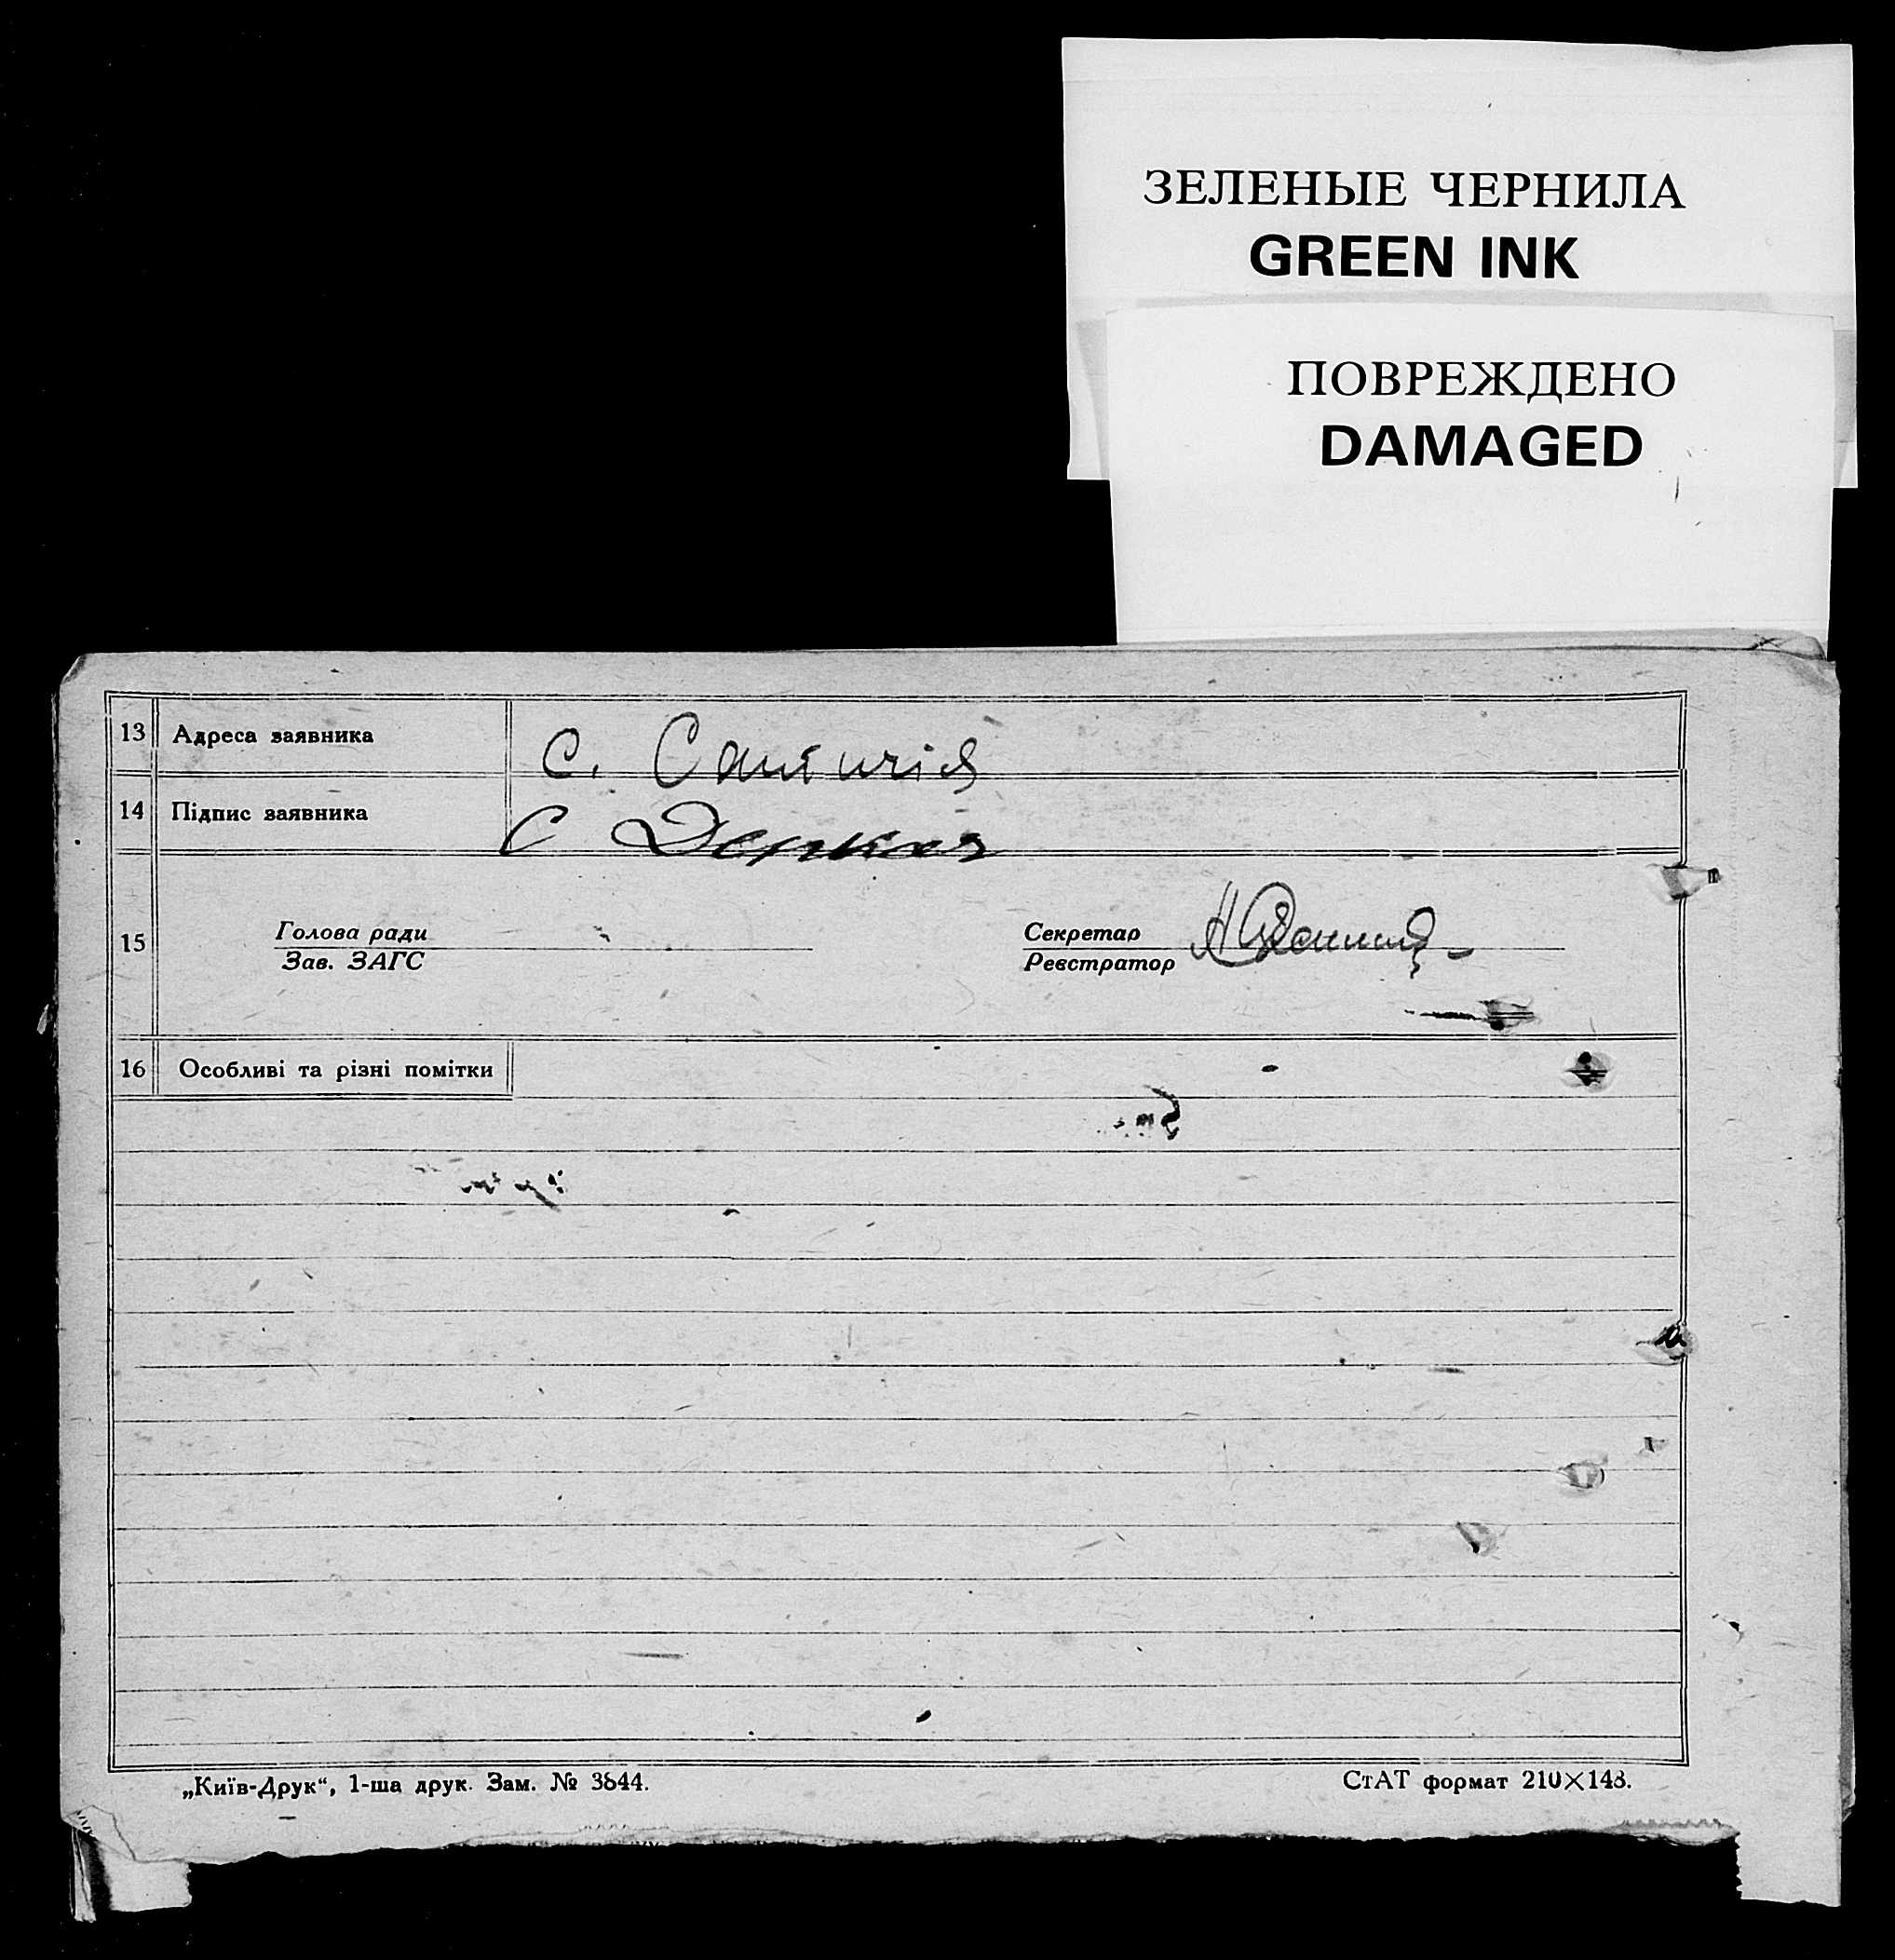 ЗЕЛЕНЫЕ ЧЕРНИЛА
GREEN INK
ПОВРЕЖДЕНО
DAMAGED
13 Адреса заявника с.
14 Підпис заявника С Деркач
15 Голова ради Секретар
Зав. ЗАГС Реєстратор
16 Особливі та різні помітки
„Київ-Друк“, 1-ша друк. Зам. № 3844. СтАТ формат 210×148.